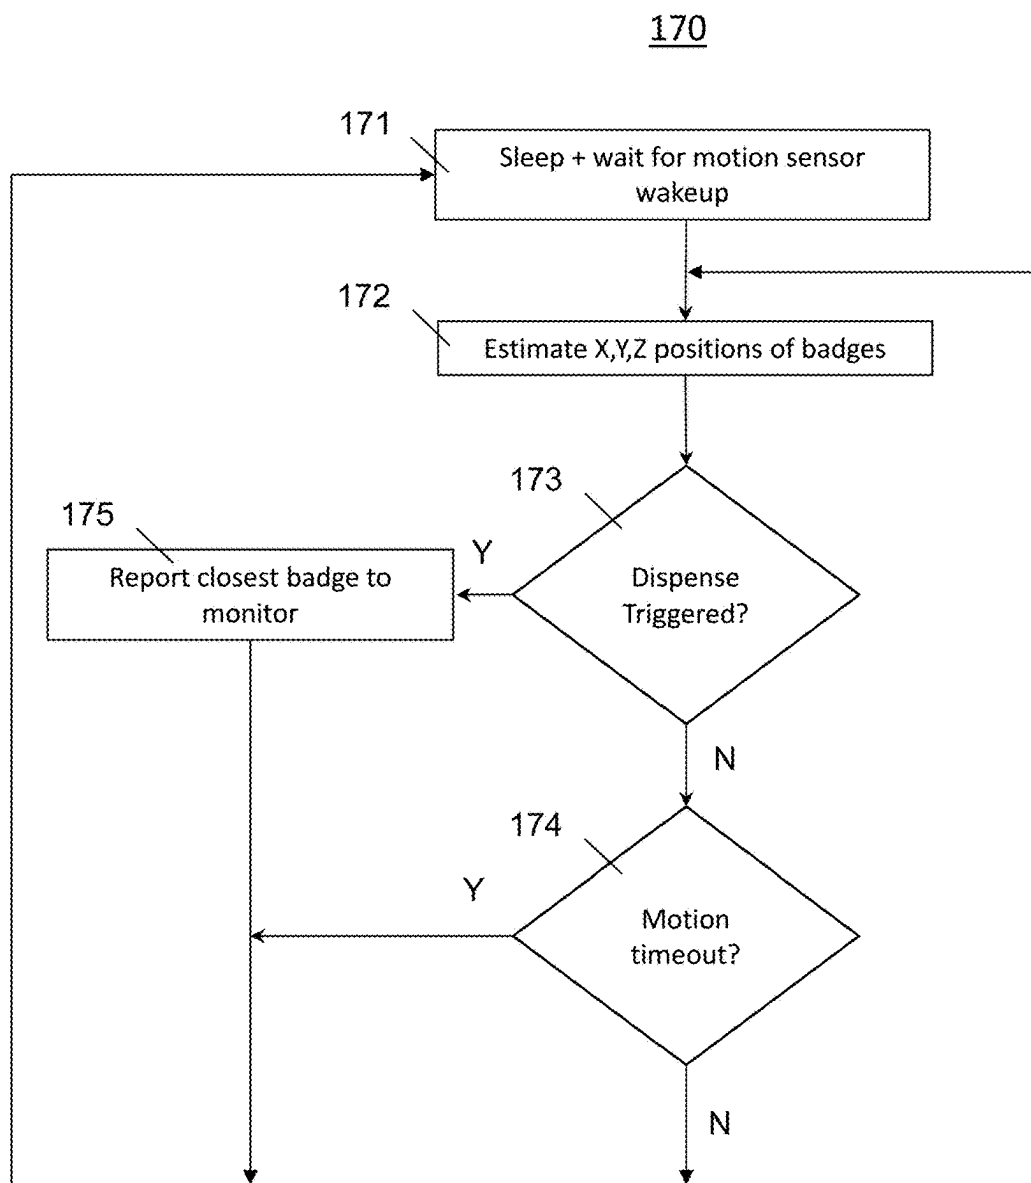 170
171
Sleep + wait for motion sensor
wakeup
172
Estimate X,Y,Z positions of badges
173
175
Y
Report closest badge to
monitor
Dispense
Triggered?
N
174
Y
Motion
timeout?
N